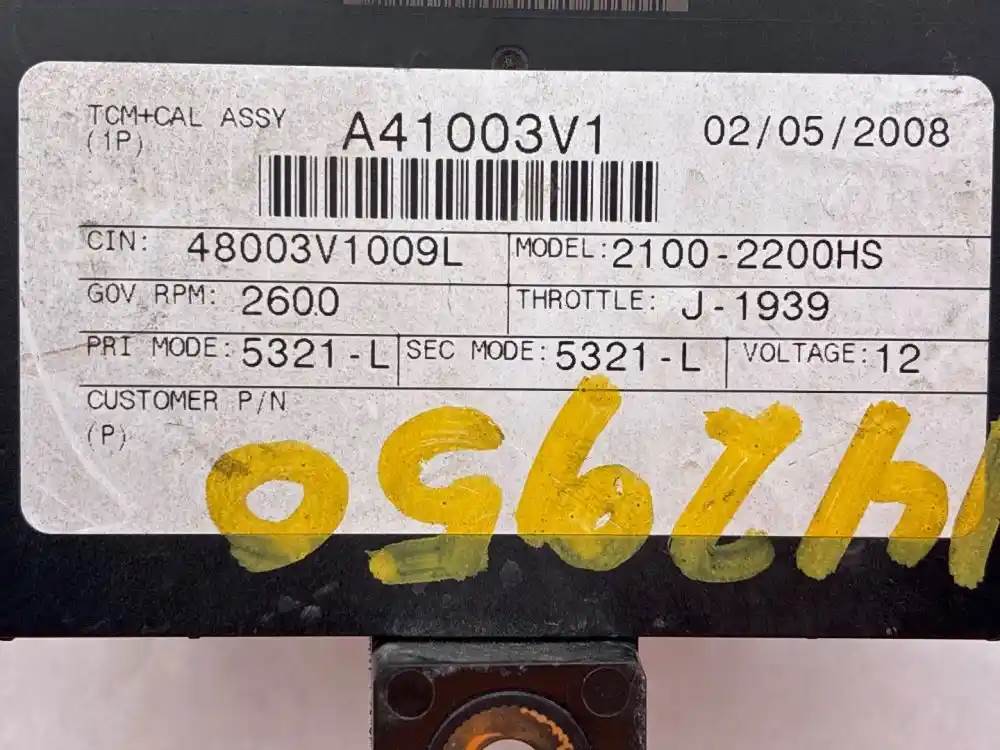 TCM+CAL ASSY A41003V1 02/05/2008
(1P)
CIN: 48003V1009L MODEL: 2100-2200HS
GOV RPM: 2600 THROTTLE: J-1939
PRI MODE: 5321-L SEC MODE: 5321-L VOLTAGE: 12
CUSTOMER P/N
(P)
142950